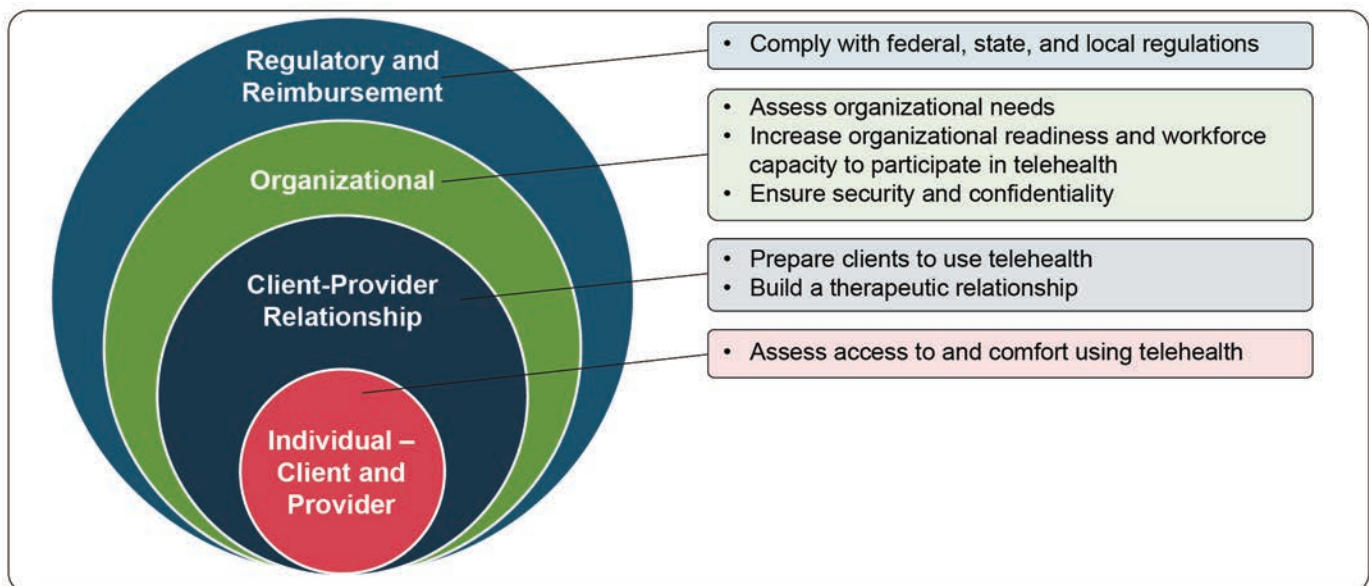 Regulatory and
Reimbursement
• Comply with federal, state, and local regulations
Organizational
• Assess organizational needs
• Increase organizational readiness and workforce
capacity to participate in telehealth
• Ensure security and confidentiality
Client-Provider
Relationship
• Prepare clients to use telehealth
• Build a therapeutic relationship
Individual –
Client and
Provider
• Assess access to and comfort using telehealth